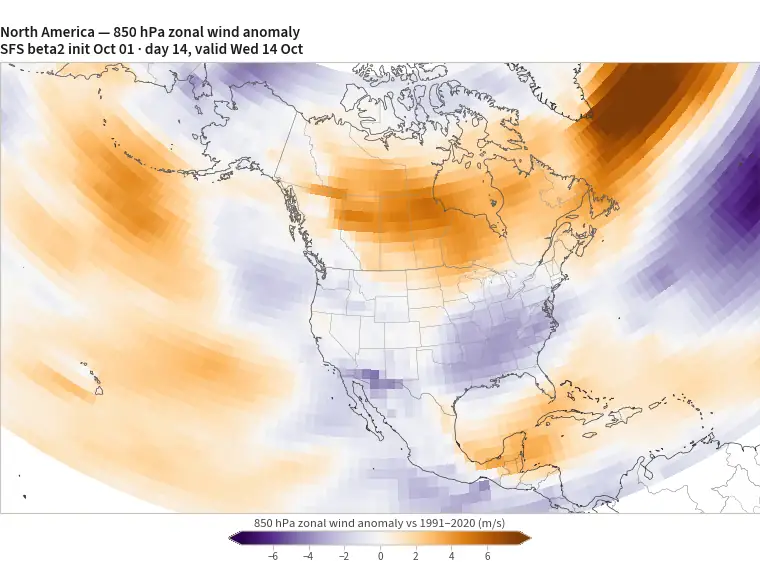 North America — 850 hPa zonal wind anomaly
SFS beta2 init Oct 01 · day 14, valid Wed 14 Oct
850 hPa zonal wind anomaly vs 1991–2020 (m/s)
−6 −4 −2 0 2 4 6